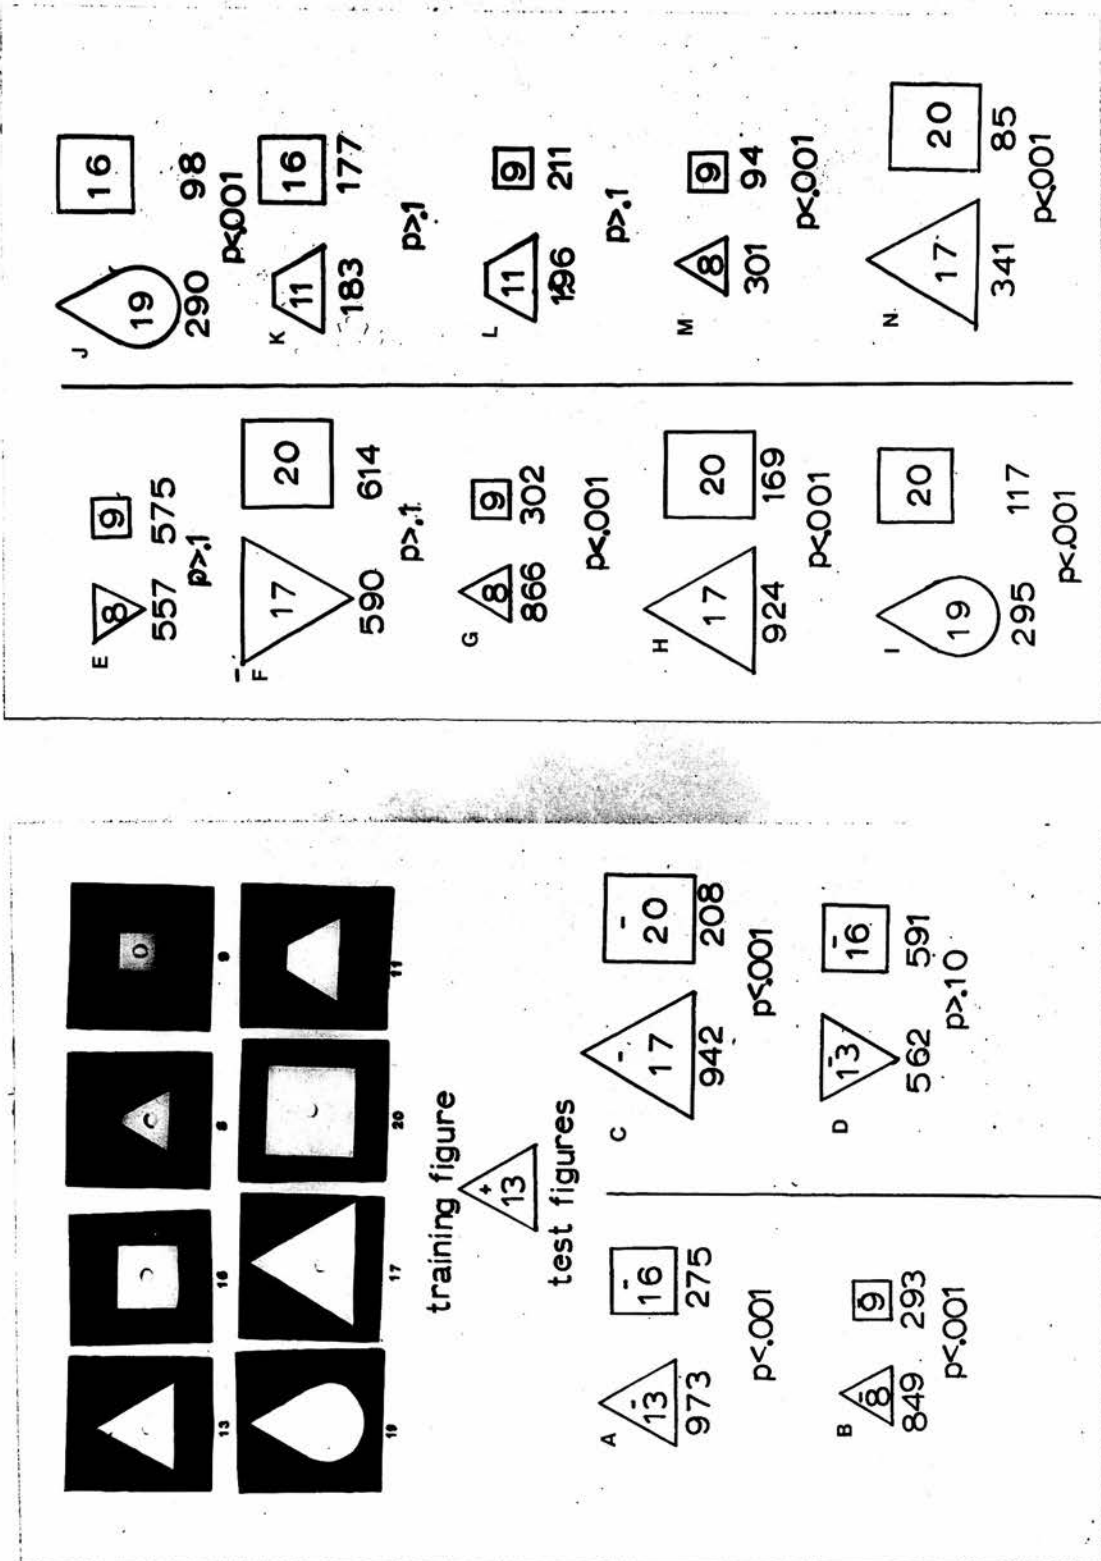 13 16 8 9
19 17 20 11
training figure
+
13
test figures
A
- -
13 16
973 275
p<.001
B
- -
8 9
849 293
p<.001
C
- -
17 20
942 208
p<.001
D
- -
13 16
562 591
p>.10
E
8 9
557 575
p>.1
F
17 20
590 614
p>.1
G
8 9
866 302
p<.001
H
17 20
924 169
p<.001
I
19 20
295 117
p<.001
J
19 16
290 98
p<.001
K
11 16
183 177
p>.1
L
11 9
196 211
p>.1
M
8 9
301 94
p<.001
N
17 20
341 85
p<.001